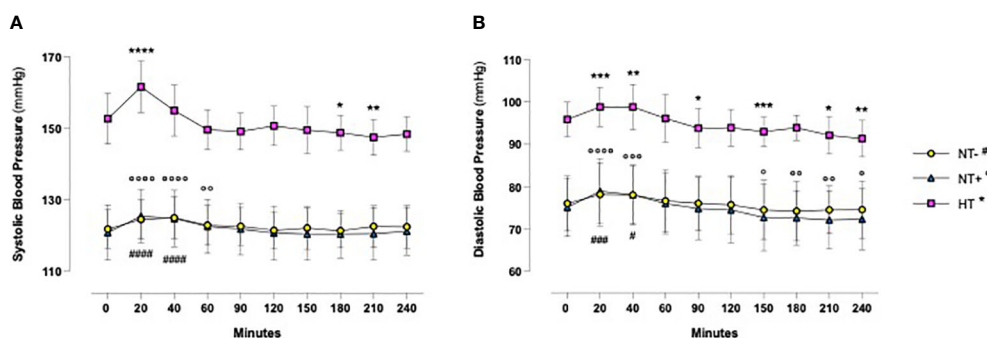 A
B
Systolic Blood Pressure (mmHg)
170
150
130
110
****
*
**
°°°° °°°° °°
#### ####
0 20 40 60 90 120 150 180 210 240
Minutes
Diastolic Blood Pressure (mmHg)
110
100
90
80
70
60
*** ** * *** * **
°°°° °°° ° °° °° °
### #
0 20 40 60 90 120 150 180 210 240
Minutes
NT- #
NT+
HT *